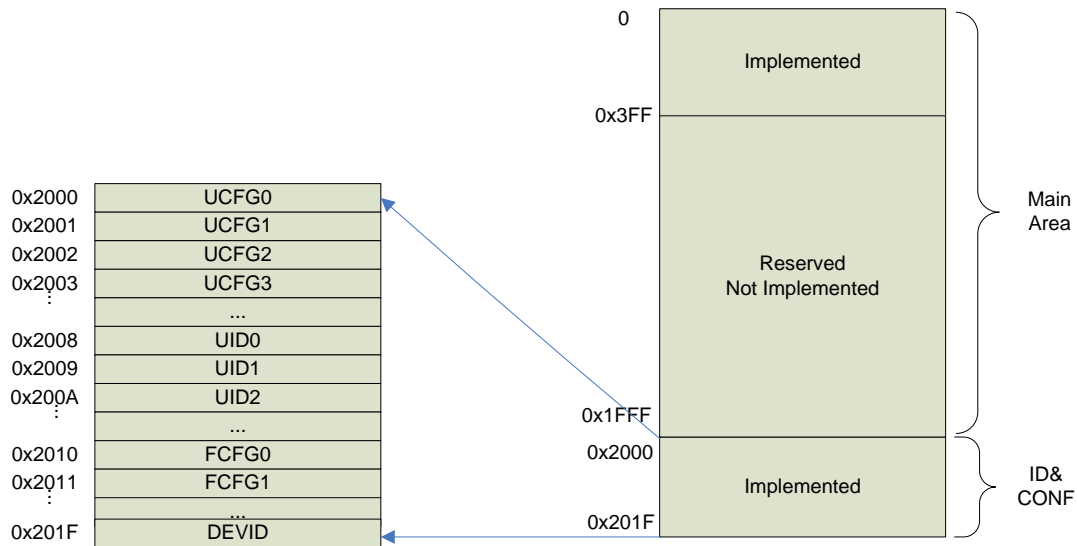 0
Implemented
0x3FF
Reserved
Not Implemented
Main
Area
0x1FFF
0x2000
Implemented
0x201F
ID&
CONF
0x2000 UCFG0
0x2001 UCFG1
0x2002 UCFG2
0x2003 UCFG3
... ...
0x2008 UID0
0x2009 UID1
0x200A UID2
... ...
0x2010 FCFG0
0x2011 FCFG1
... ...
0x201F DEVID